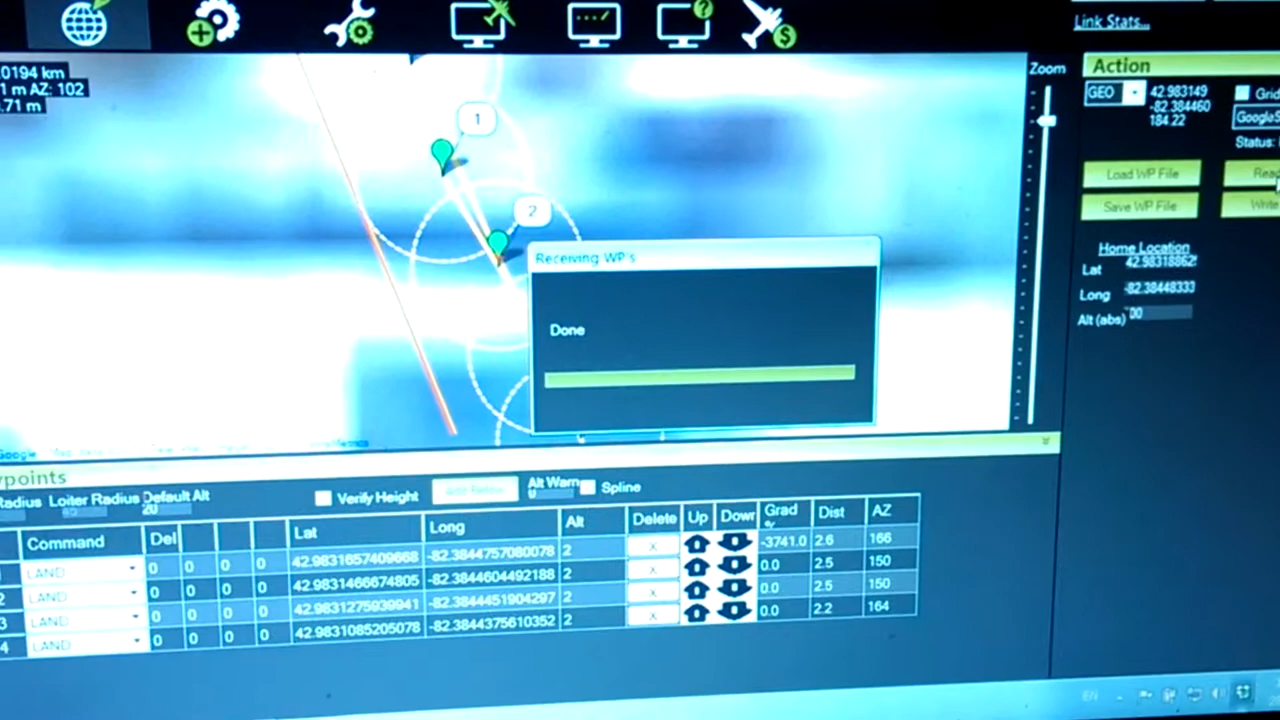 Link Stats...
.0194 km
1 m AZ: 102
.71 m
Zoom
Action
GEO
42.983149
-82.384460
184.22
Grid
GoogleS
Status:
Load WP File
Read
Save WP File
Write
Home Location
Lat 42.98318862
Long -82.38448333
Alt (abs) 00
1
2
Receiving WP's
Done
Google
ypoints
Radius Loiter Radius Default Alt
20
Verify Height
Alt Warn
0
Spline
Command Del Lat Long Alt Delete Up Down Grad % Dist AZ
LAND 0 0 0 0 42.9831657409668 -82.3844757080078 2 X -3741.0 2.6 166
2 LAND 0 0 0 0 42.9831466674805 -82.3844604492188 2 X 0.0 2.5 150
3 LAND 0 0 0 0 42.9831275939941 -82.3844451904297 2 X 0.0 2.5 150
4 LAND 0 0 0 0 42.9831085205078 -82.3844375610352 2 X 0.0 2.2 164
EN